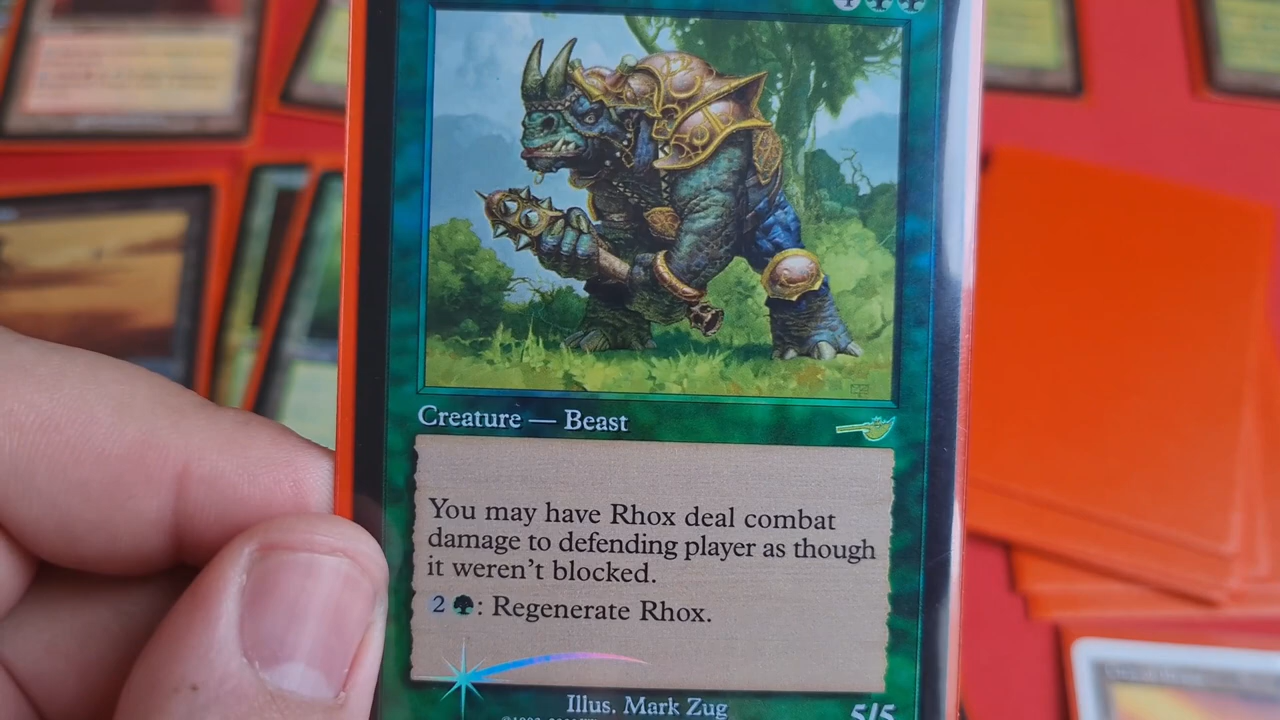 Creature — Beast
You may have Rhox deal combat
damage to defending player as though
it weren't blocked.
2 : Regenerate Rhox.
Illus. Mark Zug
5/5